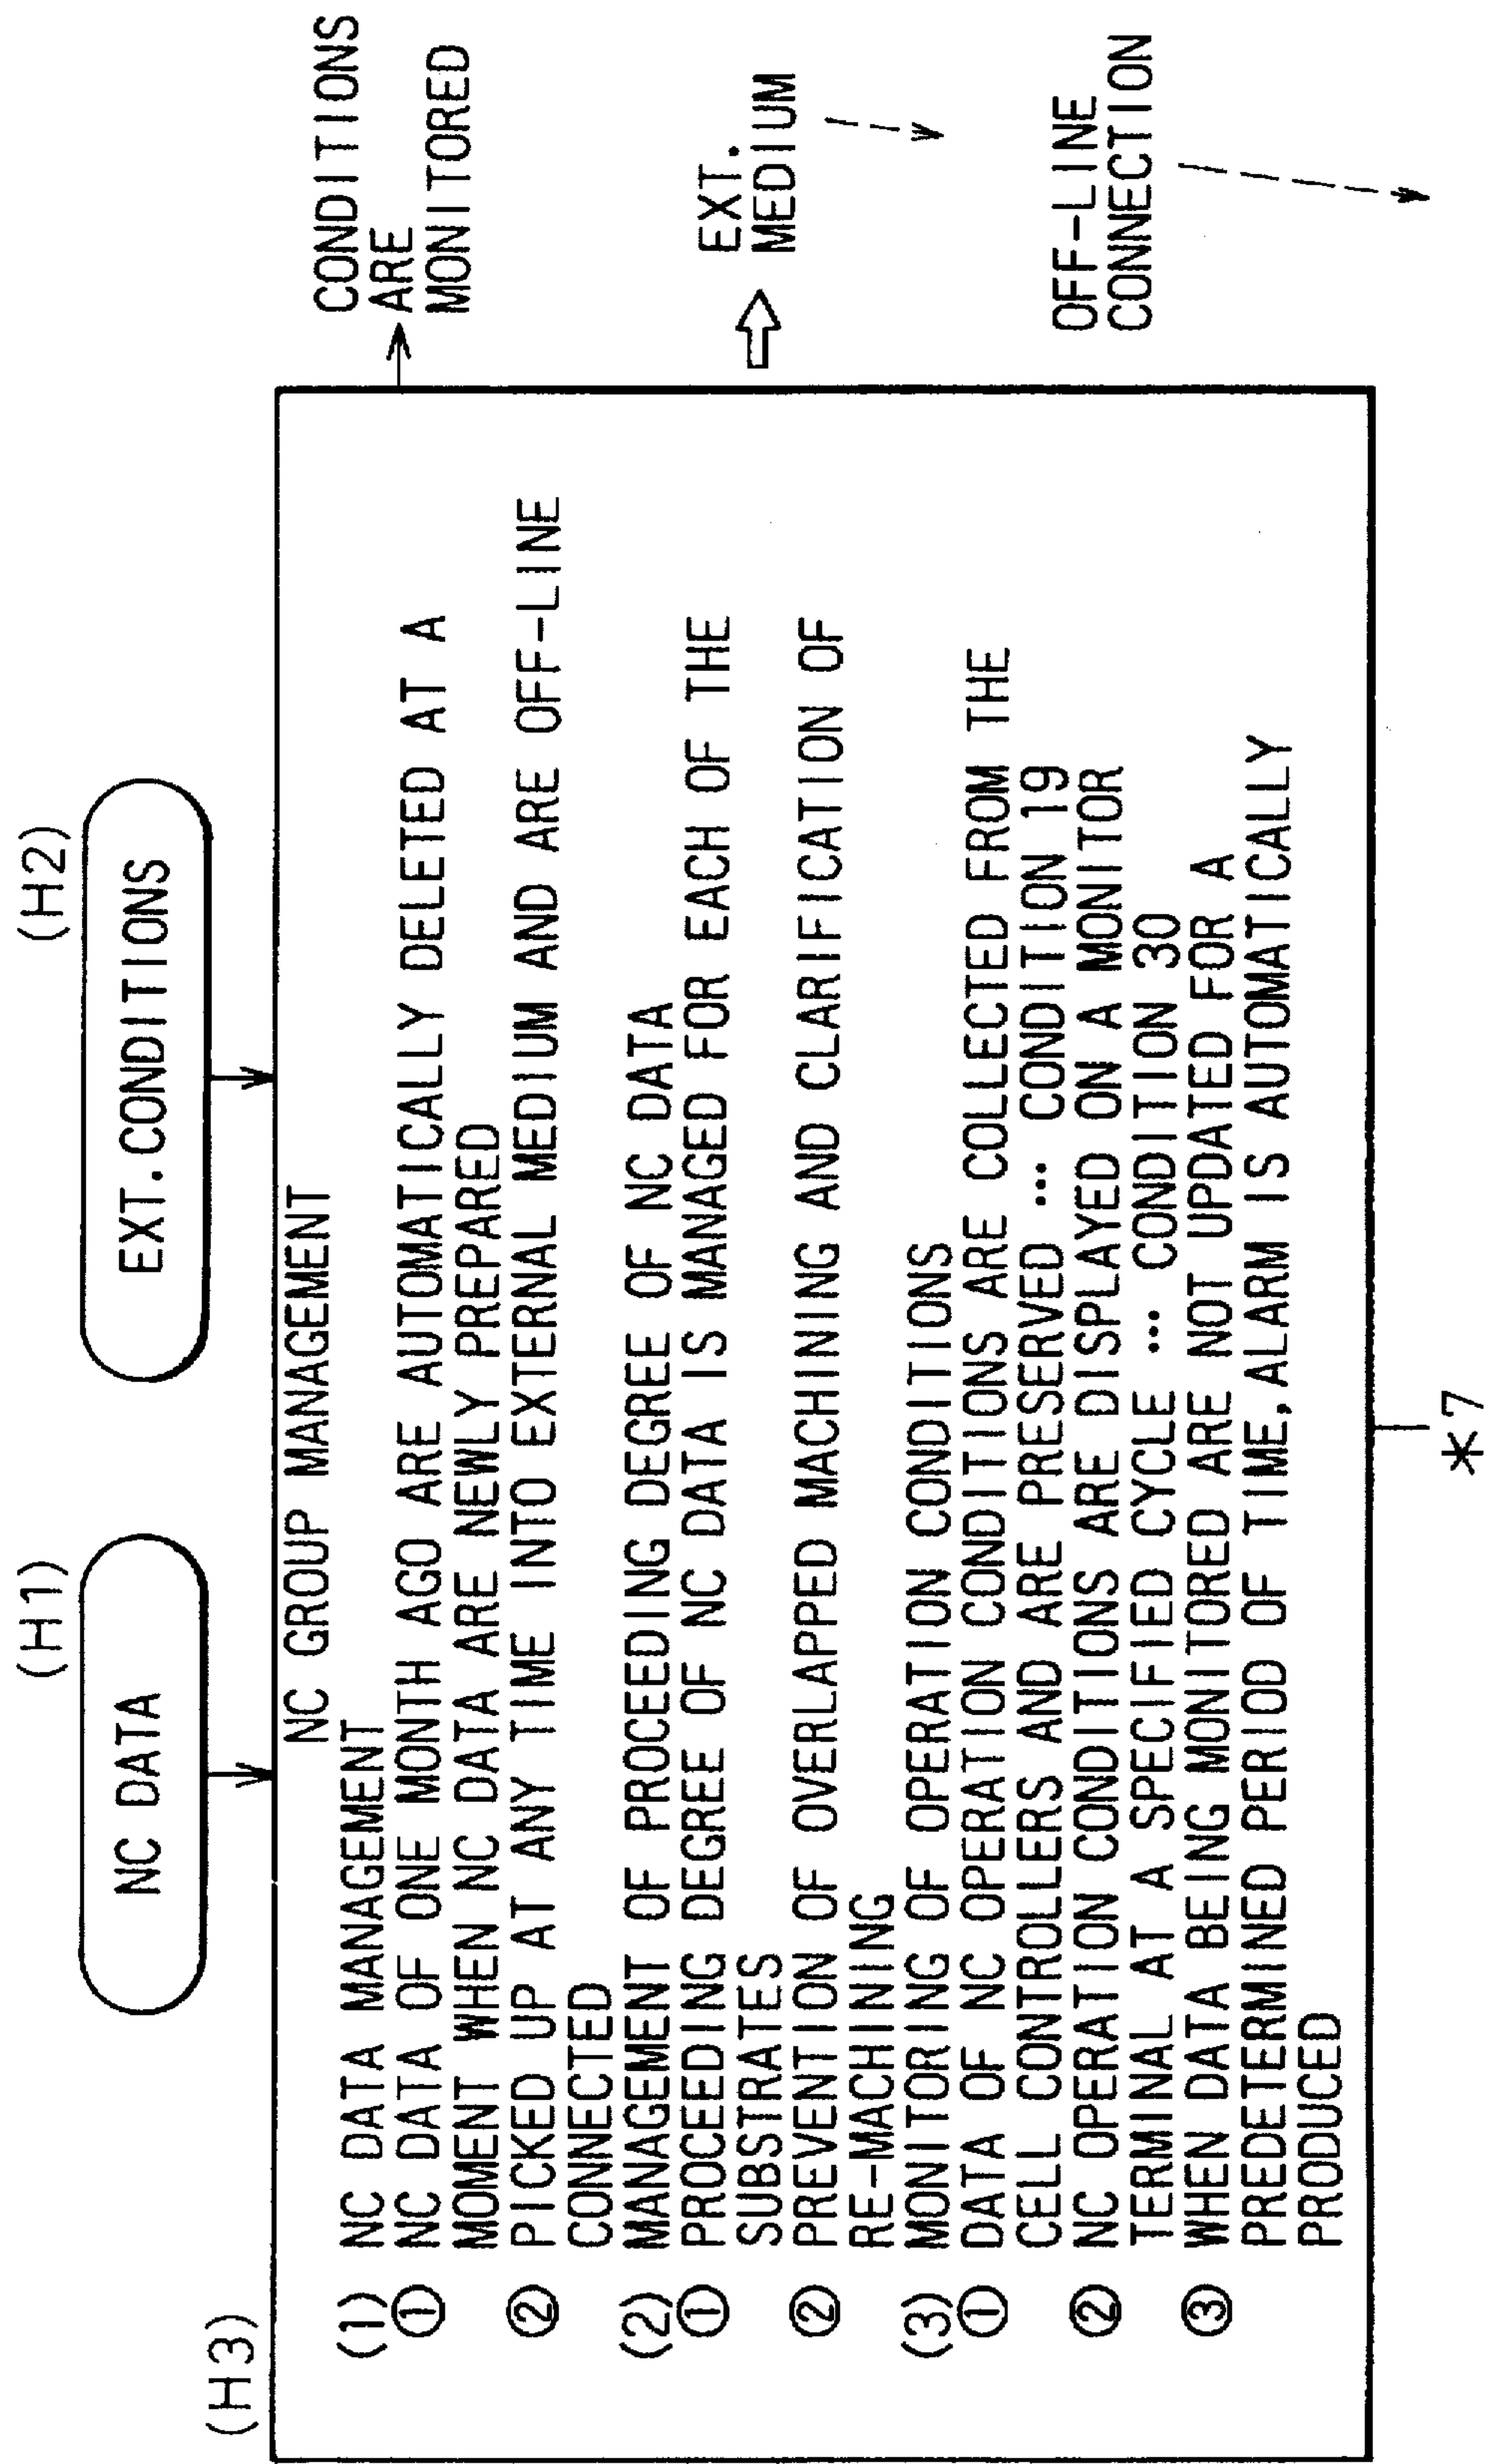 (H1)
NC DATA
(H2)
EXT.CONDITIONS
(H3)
NC GROUP MANAGEMENT
(1) NC DATA MANAGEMENT
① NC DATA OF ONE MONTH AGO ARE AUTOMATICALLY DELETED AT A
MOMENT WHEN NC DATA ARE NEWLY PREPARED
② PICKED UP AT ANY TIME INTO EXTERNAL MEDIUM AND ARE OFF-LINE
CONNECTED
(2) MANAGEMENT OF PROCEEDING DEGREE OF NC DATA
① PROCEEDING DEGREE OF NC DATA IS MANAGED FOR EACH OF THE
SUBSTRATES
② PREVENTION OF OVERLAPPED MACHINING AND CLARIFICATION OF
RE-MACHINING
(3) MONITORING OF OPERATION CONDITIONS
① DATA OF NC OPERATION CONDITIONS ARE COLLECTED FROM THE
CELL CONTROLLERS AND ARE PRESERVED ... CONDITION 19
② NC OPERATION CONDITIONS ARE DISPLAYED ON A MONITOR
TERMINAL AT A SPECIFIED CYCLE ... CONDITION 30
③ WHEN DATA BEING MONITORED ARE NOT UPDATED FOR A
PREDETERMINED PERIOD OF TIME,ALARM IS AUTOMATICALLY
PRODUCED
CONDITIONS
ARE
MONITORED
EXT.
MEDIUM
OFF-LINE
CONNECTION
*7